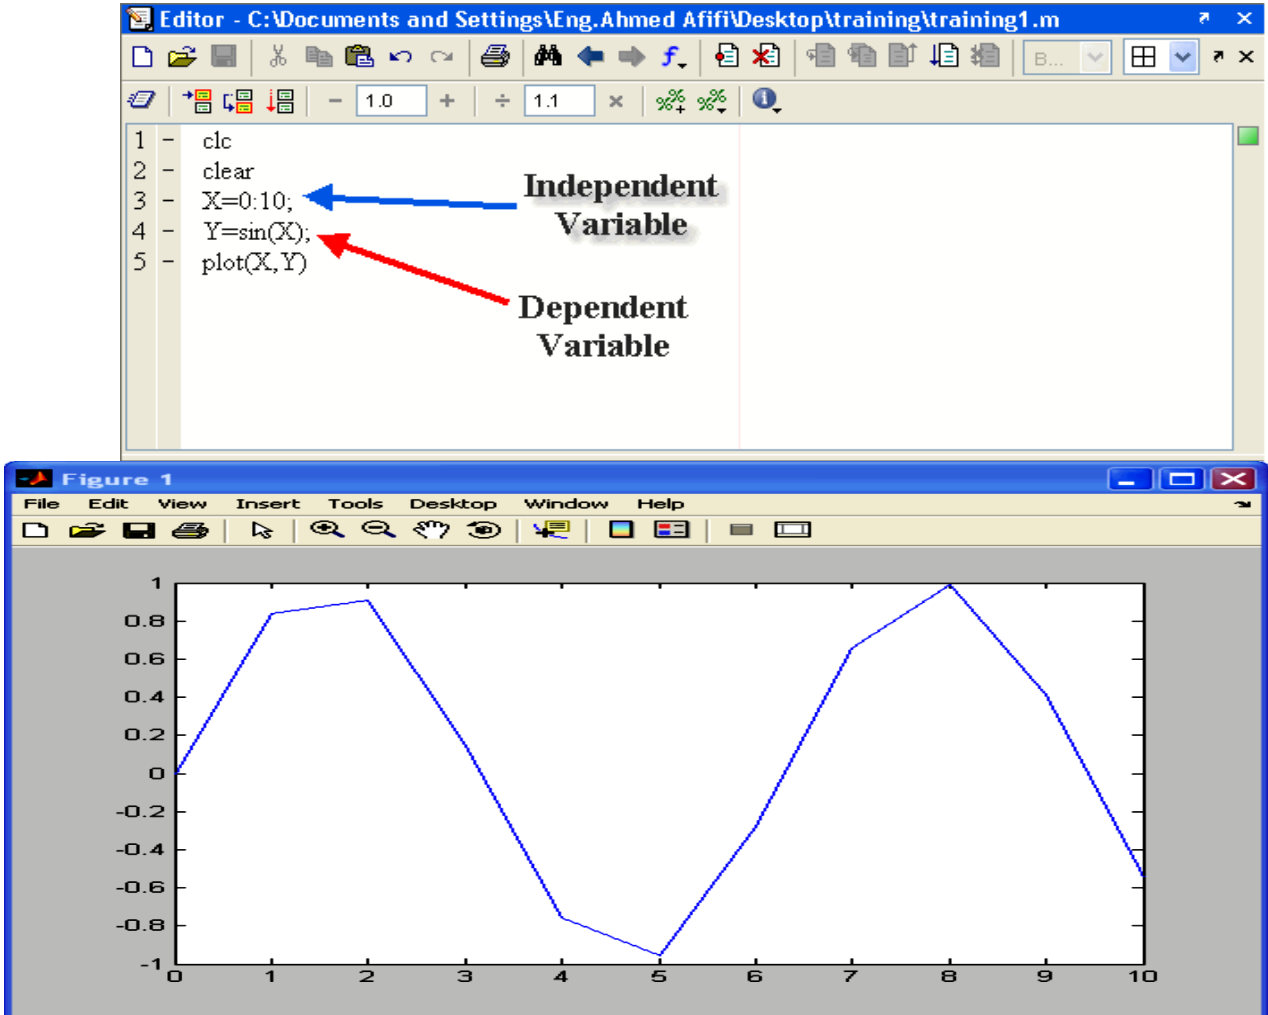 Editor - C:\Documents and Settings\Eng.Ahmed Afifi\Desktop\training\training1.m
B...
1.0
1.1
1 - clc
2 - clear
3 - X=0:10;
4 - Y=sin(X);
5 - plot(X,Y)
Independent
Variable
Dependent
Variable
Figure 1
File Edit View Insert Tools Desktop Window Help
1
0.8
0.6
0.4
0.2
0
-0.2
-0.4
-0.6
-0.8
-1
0 1 2 3 4 5 6 7 8 9 10